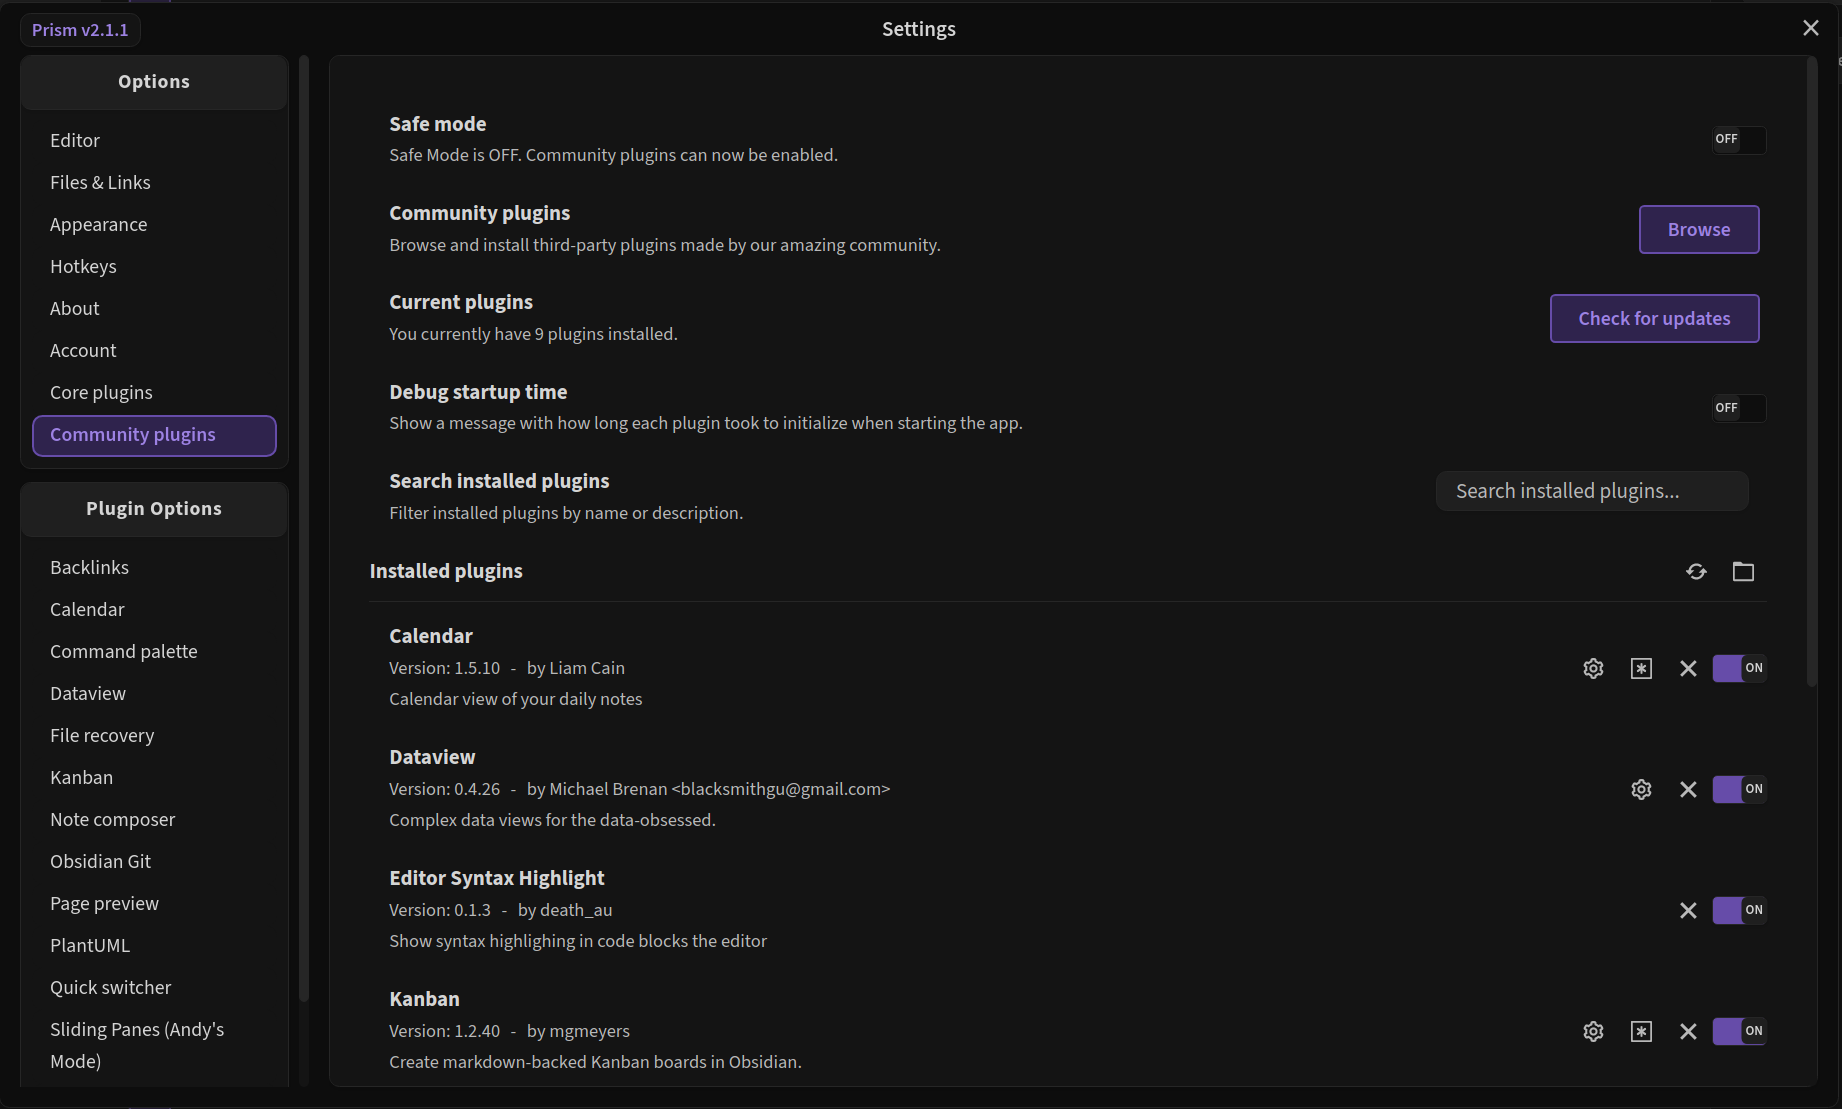 Prism v2.1.1
Settings
Options
Editor
Files & Links
Appearance
Hotkeys
About
Account
Core plugins
Community plugins
Plugin Options
Backlinks
Calendar
Command palette
Dataview
File recovery
Kanban
Note composer
Obsidian Git
Page preview
PlantUML
Quick switcher
Sliding Panes (Andy's
Mode)
Safe mode
Safe Mode is OFF. Community plugins can now be enabled.
OFF
Community plugins
Browse and install third-party plugins made by our amazing community.
Browse
Current plugins
You currently have 9 plugins installed.
Check for updates
Debug startup time
Show a message with how long each plugin took to initialize when starting the app.
OFF
Search installed plugins
Filter installed plugins by name or description.
Search installed plugins...
Installed plugins
Calendar
Version: 1.5.10 - by Liam Cain
Calendar view of your daily notes
ON
Dataview
Version: 0.4.26 - by Michael Brenan <blacksmithgu@gmail.com>
Complex data views for the data-obsessed.
ON
Editor Syntax Highlight
Version: 0.1.3 - by death_au
Show syntax highlighing in code blocks the editor
ON
Kanban
Version: 1.2.40 - by mgmeyers
Create markdown-backed Kanban boards in Obsidian.
ON